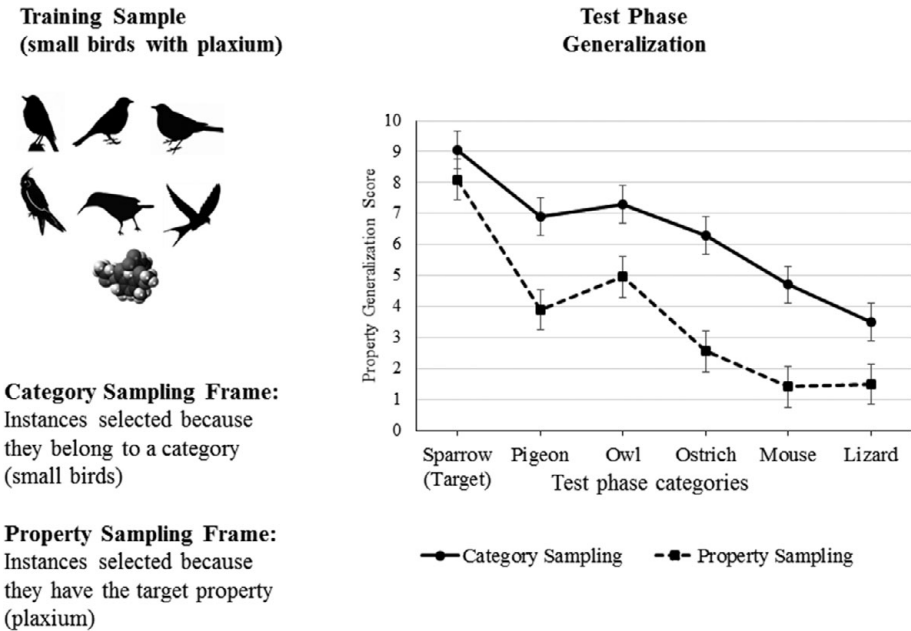 Training Sample
(small birds with plaxium)
Category Sampling Frame:
Instances selected because
they belong to a category
(small birds)
Property Sampling Frame:
Instances selected because
they have the target property
(plaxium)
Test Phase
Generalization
Property Generalization Score
10
9
8
7
6
5
4
3
2
1
0
Sparrow Pigeon Owl Ostrich Mouse Lizard
(Target)
Test phase categories
Category Sampling Property Sampling